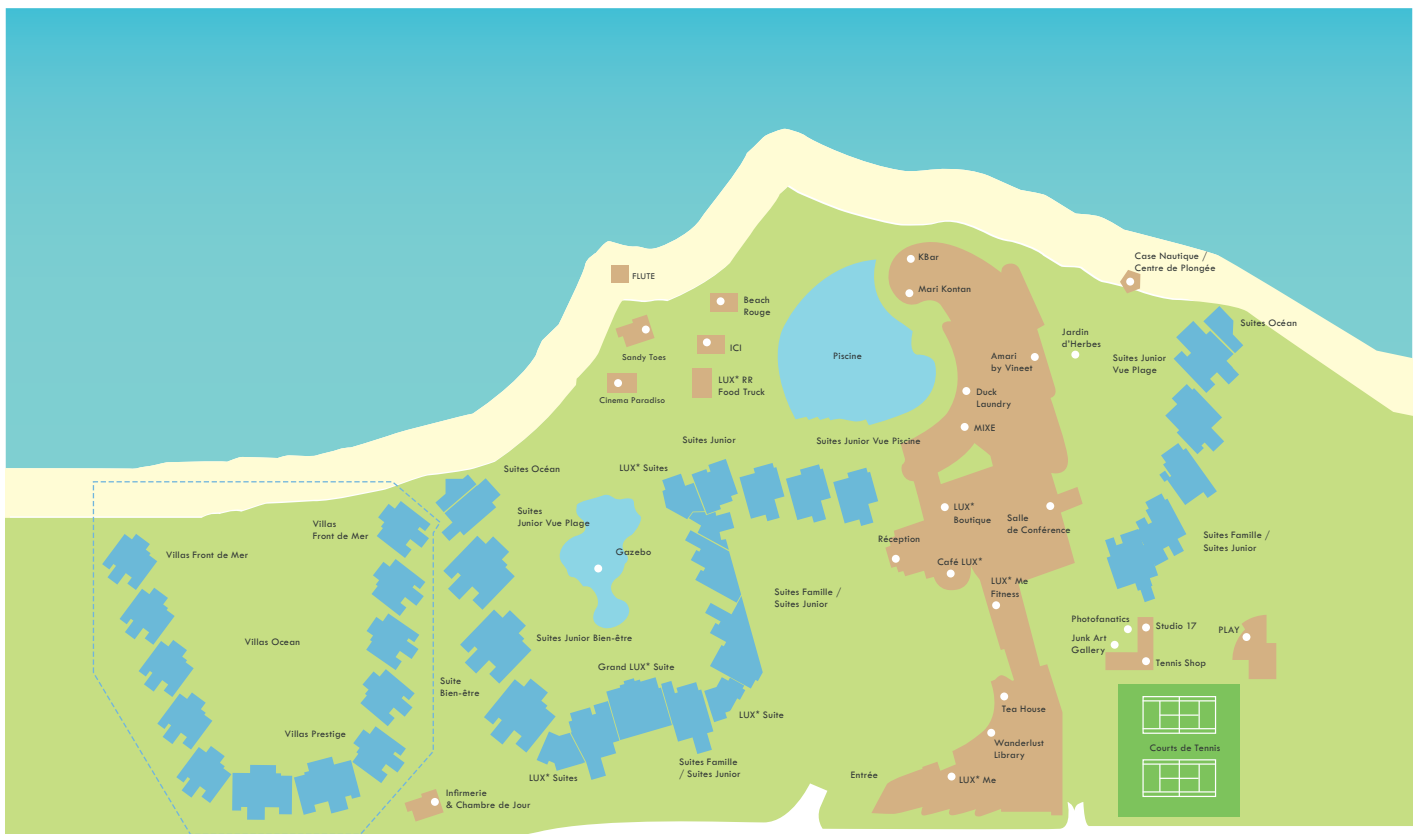 KBar
Case Nautique /
Centre de Plongée
FLUTE
Mari Kontan
Beach
Rouge
Suites Océan
Jardin
d'Herbes
ICI
Sandy Toes
Piscine
Amari
by Vineet
Suites Junior
Vue Plage
LUX* RR
Food Truck
Cinema Paradiso
Duck
Laundry
MIXE
Suites Junior
Suites Junior Vue Piscine
Suites Océan
LUX* Suites
Suites
Junior Vue Plage
LUX*
Boutique
Salle
de Conférence
Villas
Front de Mer
Villas Front de Mer
Gazebo
Réception
Café LUX*
Suites Famille /
Suites Junior
LUX* Me
Fitness
Suites Famille /
Suites Junior
Villas Ocean
Suites Junior Bien-être
Photofanatics
Studio 17
PLAY
Junk Art
Gallery
Tennis Shop
Grand LUX* Suite
Suite
Bien-être
LUX* Suite
Tea House
Villas Prestige
Wanderlust
Library
Courts de Tennis
Suites Famille
/ Suites Junior
LUX* Suites
Entrée
LUX* Me
Infirmerie
& Chambre de Jour